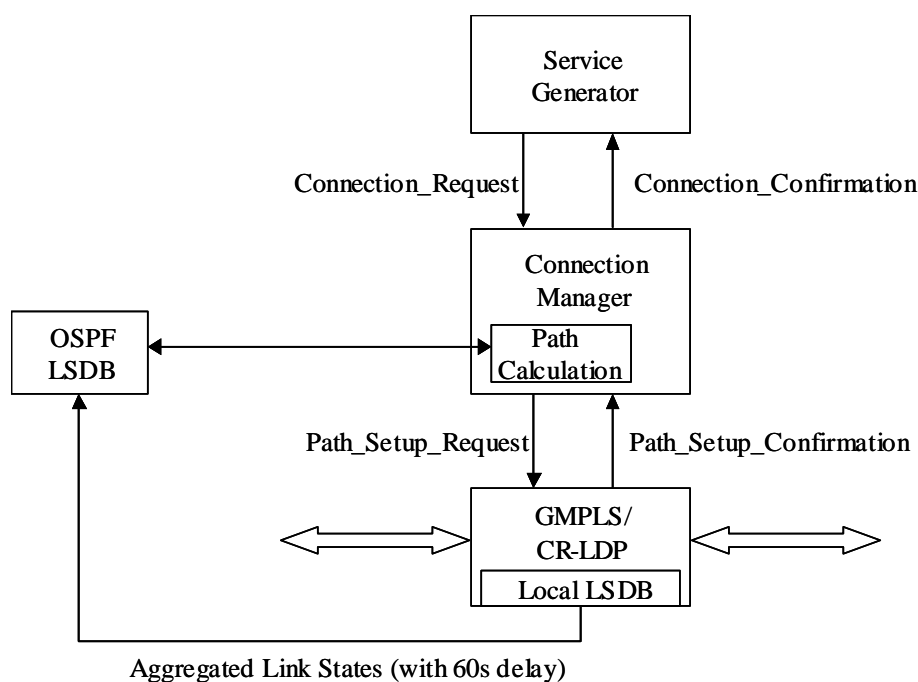 Service
Generator
Connection_Request
Connection_Confirmation
Connection
Manager
OSPF
LSDB
Path
Calculation
Path_Setup_Request
Path_Setup_Confirmation
GMPLS/
CR-LDP
Local LSDB
Aggregated Link States (with 60s delay)